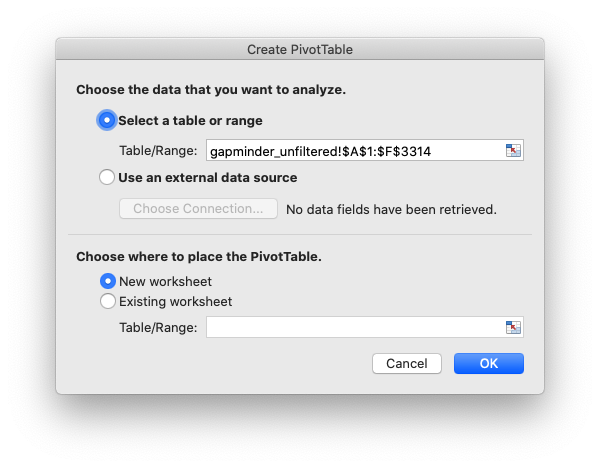 Create PivotTable
Choose the data that you want to analyze.
Select a table or range
Table/Range: gapminder_unfiltered!$A$1:$F$3314
Use an external data source
Choose Connection... No data fields have been retrieved.
Choose where to place the PivotTable.
New worksheet
Existing worksheet
Table/Range:
Cancel OK